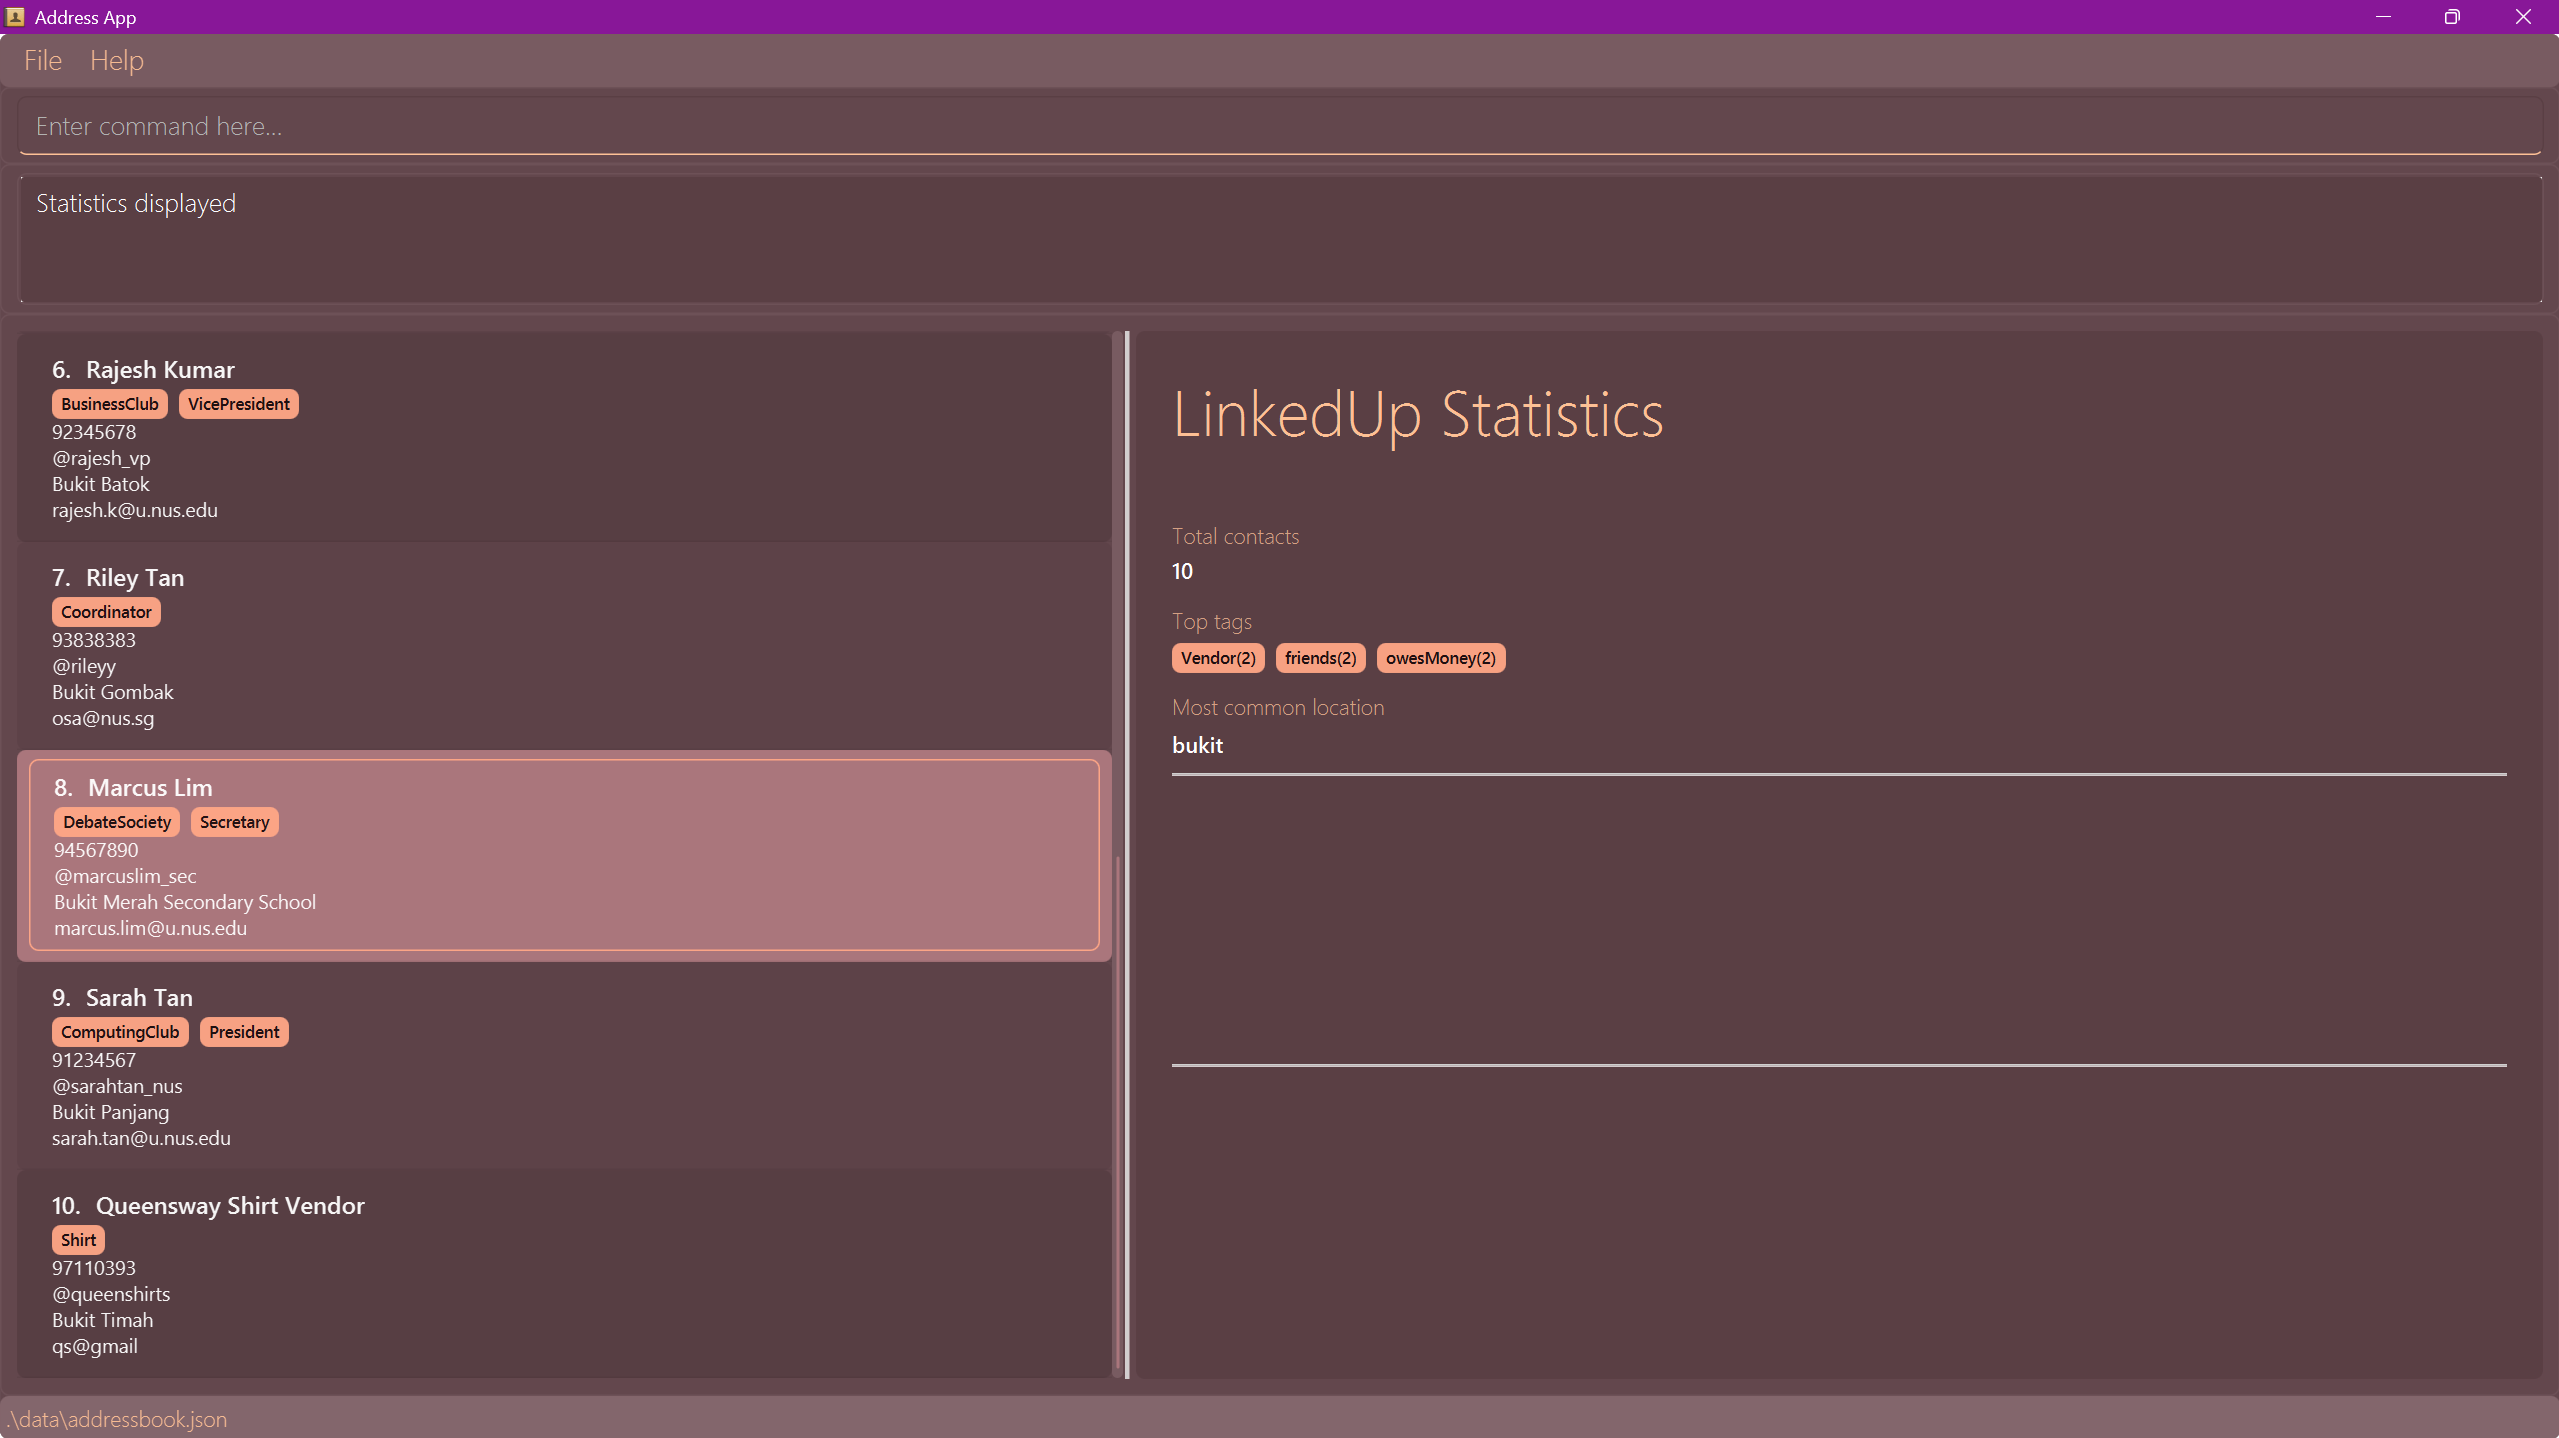 Address App
File Help
Enter command here...
Statistics displayed
6. Rajesh Kumar
BusinessClub VicePresident
92345678
@rajesh_vp
Bukit Batok
rajesh.k@u.nus.edu
7. Riley Tan
Coordinator
93838383
@rileyy
Bukit Gombak
osa@nus.sg
8. Marcus Lim
DebateSociety Secretary
94567890
@marcuslim_sec
Bukit Merah Secondary School
marcus.lim@u.nus.edu
9. Sarah Tan
ComputingClub President
91234567
@sarahtan_nus
Bukit Panjang
sarah.tan@u.nus.edu
10. Queensway Shirt Vendor
Shirt
97110393
@queenshirts
Bukit Timah
qs@gmail
LinkedUp Statistics
Total contacts
10
Top tags
Vendor(2) friends(2) owesMoney(2)
Most common location
bukit
.\data\addressbook.json